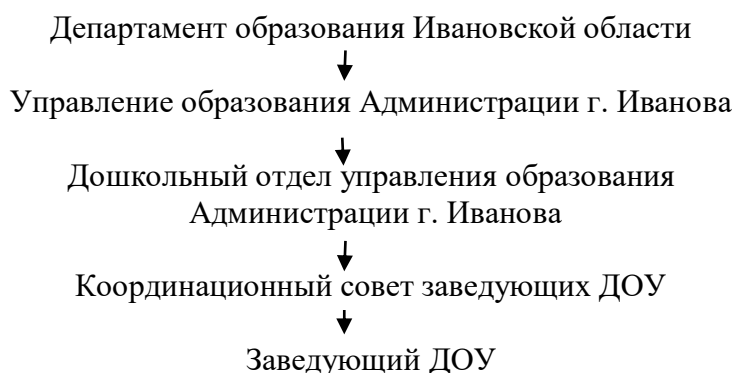 Департамент образования Ивановской области
Управление образования Администрации г. Иванова
Дошкольный отдел управления образования
Администрации г. Иванова
Координационный совет заведующих ДОУ
Заведующий ДОУ